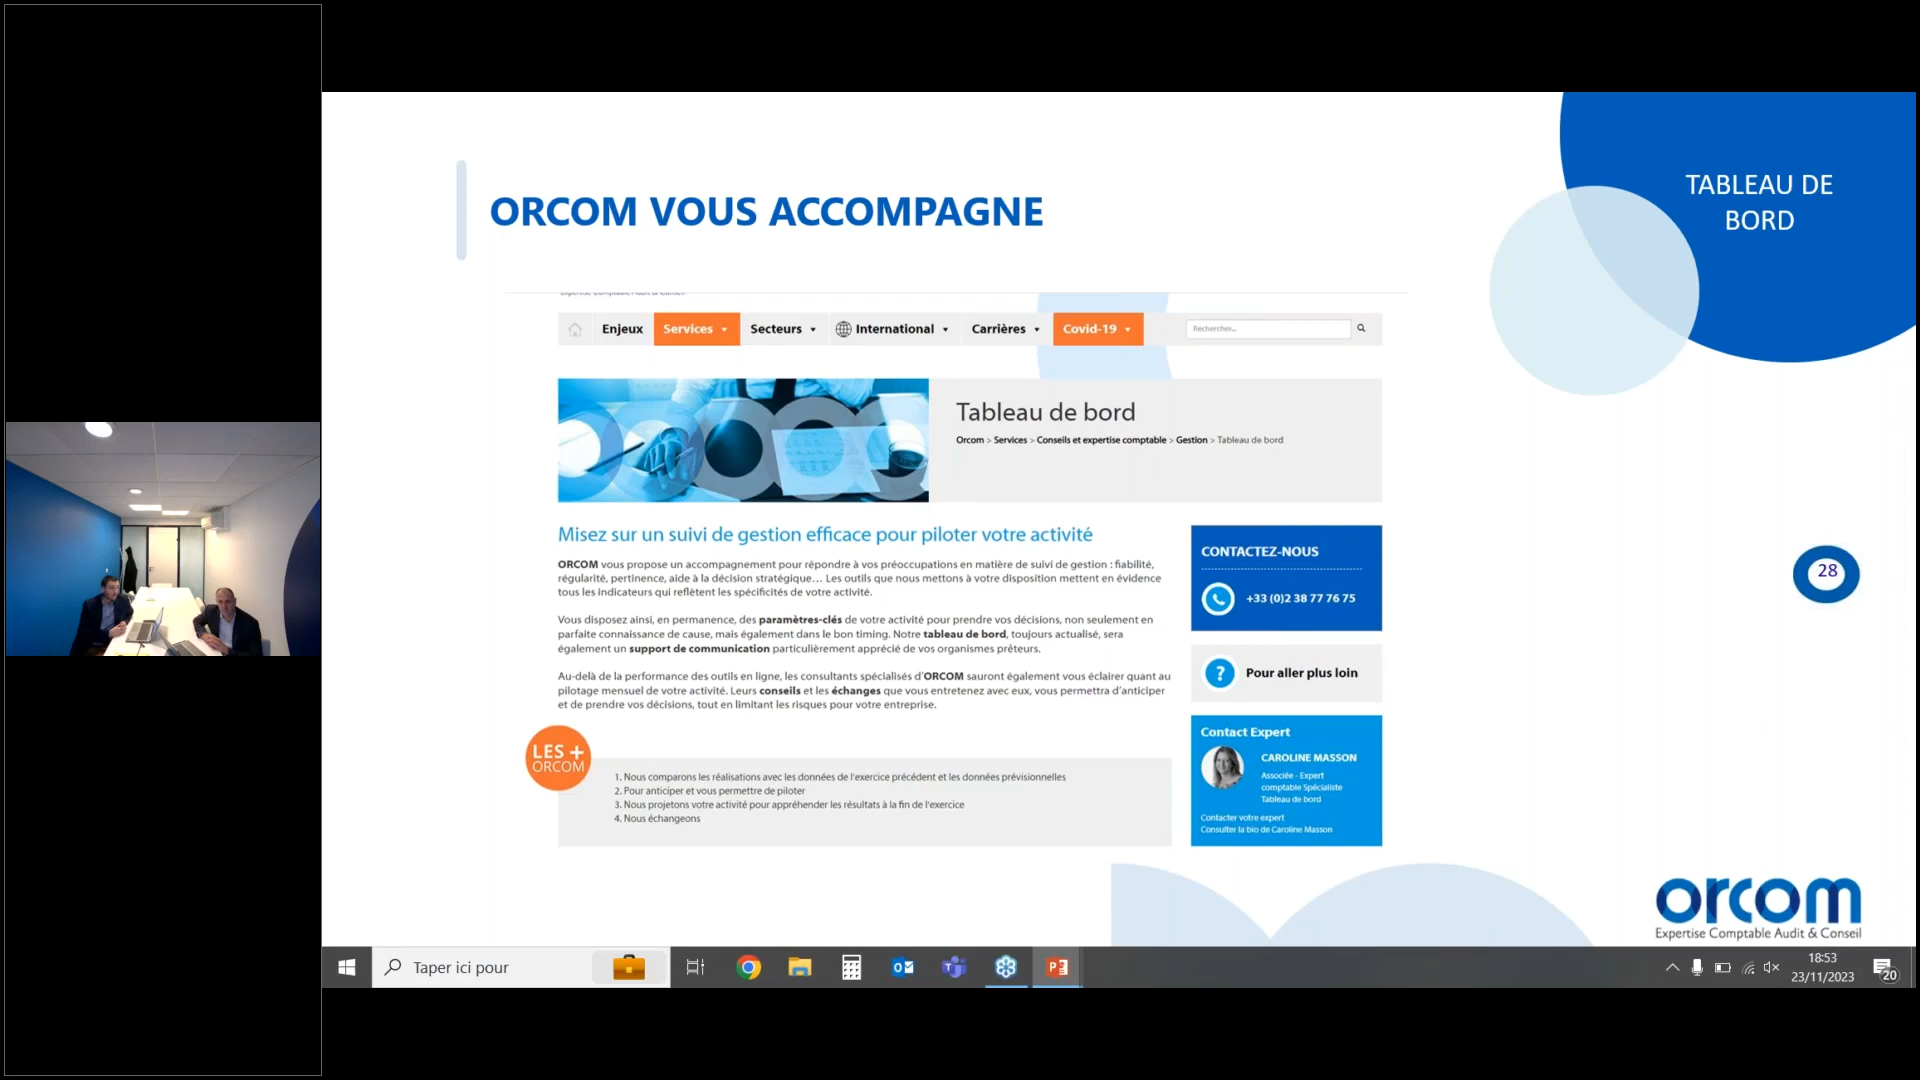 TABLEAU DE
BORD
ORCOM VOUS ACCOMPAGNE
Enjeux
Services
Secteurs
International
Carrières
Covid-19
Rechercher...
Tableau de bord
Orcom > Services > Conseils et expertise comptable > Gestion > Tableau de bord
Misez sur un suivi de gestion efficace pour piloter votre activité
ORCOM vous propose un accompagnement pour répondre à vos préoccupations en matière de suivi de gestion : fiabilité,
régularité, pertinence, aide à la décision stratégique… Les outils que nous mettons à votre disposition mettent en évidence
tous les indicateurs qui reflètent les spécificités de votre activité.
Vous disposez ainsi, en permanence, des paramètres-clés de votre activité pour prendre vos décisions, non seulement en
parfaite connaissance de cause, mais également dans le bon timing. Notre tableau de bord, toujours actualisé, sera
également un support de communication particulièrement apprécié de vos organismes prêteurs.
Au-delà de la performance des outils en ligne, les consultants spécialisés d'ORCOM sauront également vous éclairer quant au
pilotage mensuel de votre activité. Leurs conseils et les échanges que vous entretenez avec eux, vous permettra d'anticiper
et de prendre vos décisions, tout en limitant les risques pour votre entreprise.
LES +
ORCOM
1. Nous comparons les réalisations avec les données de l'exercice précédent et les données prévisionnelles
2. Pour anticiper et vous permettre de piloter
3. Nous projetons votre activité pour appréhender les résultats à la fin de l'exercice
4. Nous échangeons
CONTACTEZ-NOUS
+33 (0)2 38 77 76 75
?
Pour aller plus loin
Contact Expert
CAROLINE MASSON
Associée - Expert
comptable Spécialiste
Tableau de bord
Contacter votre expert
Consulter la bio de Caroline Masson
28
orcom
Expertise Comptable Audit & Conseil
Taper ici pour
18:53
23/11/2023
20